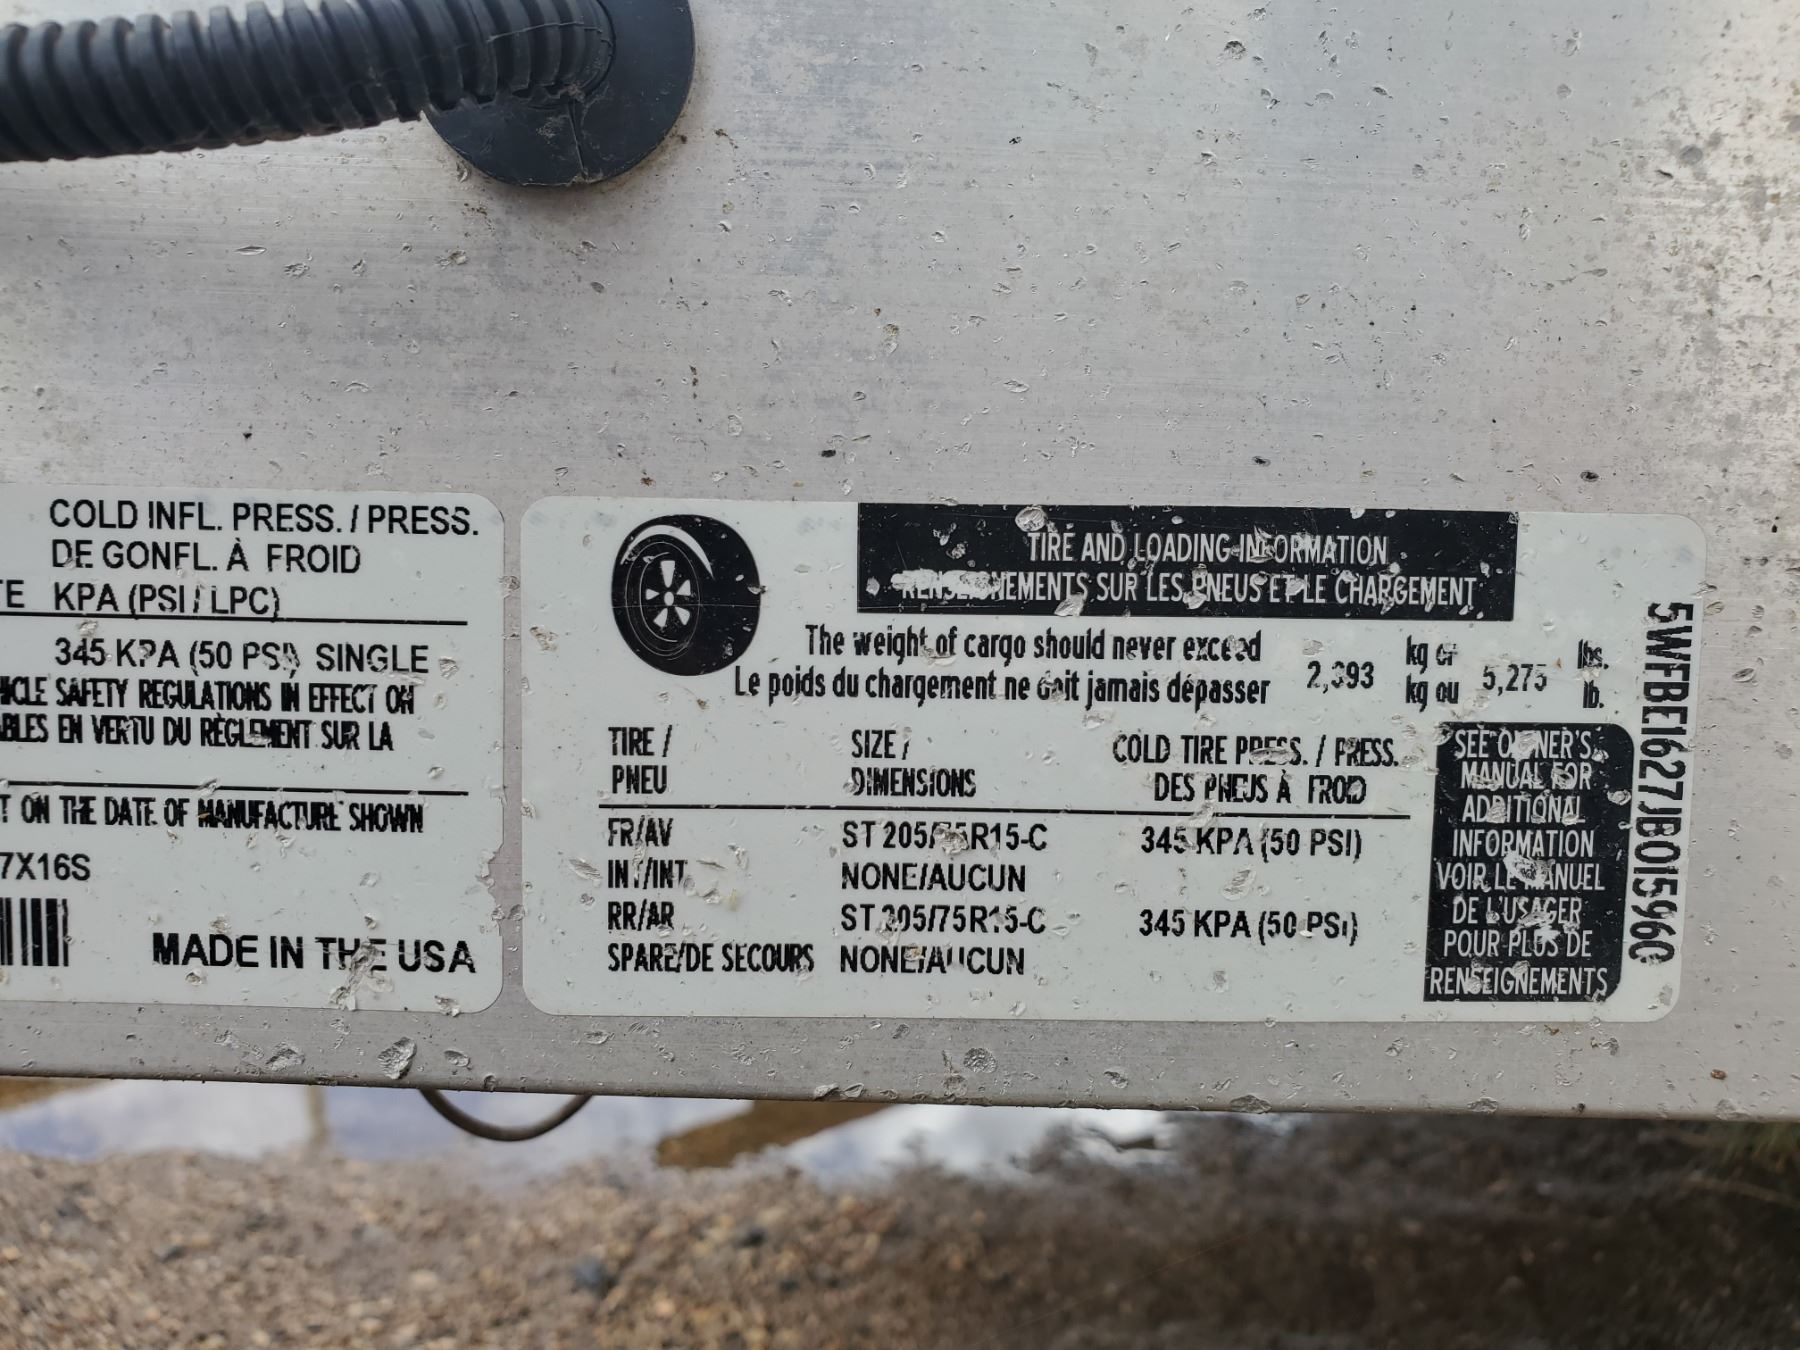 COLD INFL. PRESS. / PRESS.
DE GONFL. À FROID
TE KPA (PSI / LPC)
345 KPA (50 PSI) SINGLE
HICLE SAFETY REGULATIONS IN EFFECT ON
ABLES EN VERTU DU RÈGLEMENT SUR LA
T ON THE DATE OF MANUFACTURE SHOWN
7X16S
MADE IN THE USA
TIRE AND LOADING INFORMATION
RENSEIGNEMENTS SUR LES PNEUS ET LE CHARGEMENT
The weight of cargo should never exceed
Le poids du chargement ne doit jamais dépasser
2,393
kg or
kg ou
5,275
lbs.
lb.
TIRE / PNEU
SIZE / DIMENSIONS
COLD TIRE PRESS. / PRESS.
DES PNEUS À FROID
FR/AV ST 205/75R15-C 345 KPA (50 PSI)
INT/INT NONE/AUCUN
RR/AR ST 205/75R15-C 345 KPA (50 PSI)
SPARE/DE SECOURS NONE/AUCUN
SEE OWNER'S
MANUAL FOR
ADDITIONAL
INFORMATION
VOIR LE MANUEL
DE L'USAGER
POUR PLUS DE
RENSEIGNEMENTS
5WFBE1627JB015960